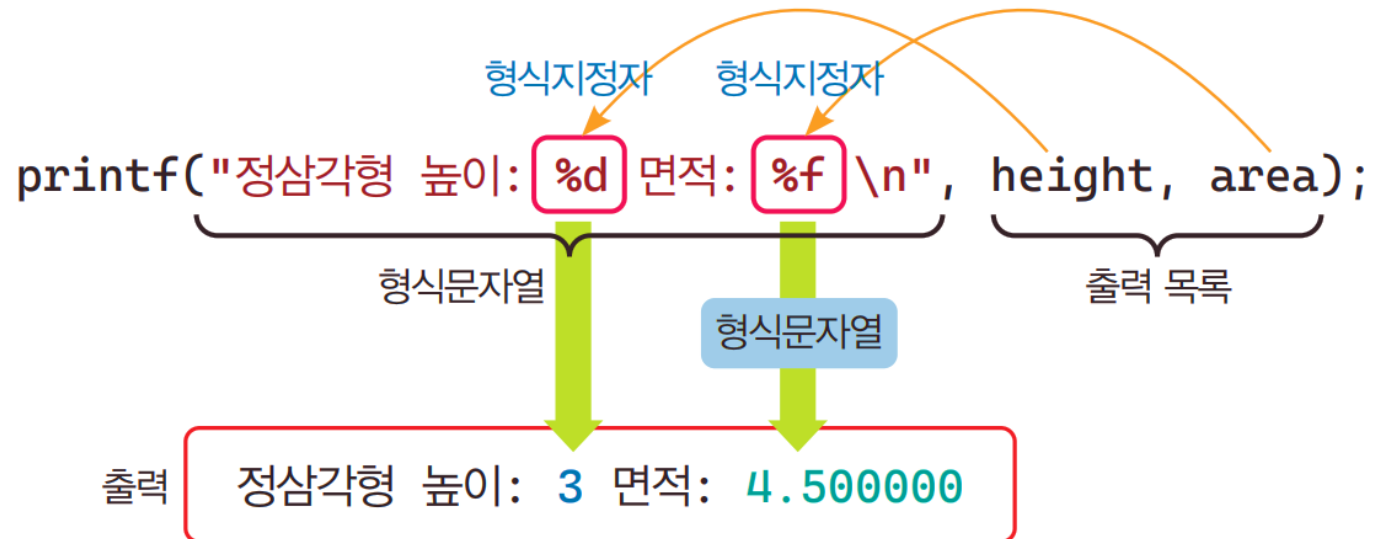 형식지정자 형식지정자
printf("정삼각형 높이: %d 면적: %f \n", height, area);
형식문자열 출력 목록
형식문자열
출력 정삼각형 높이: 3 면적: 4.500000